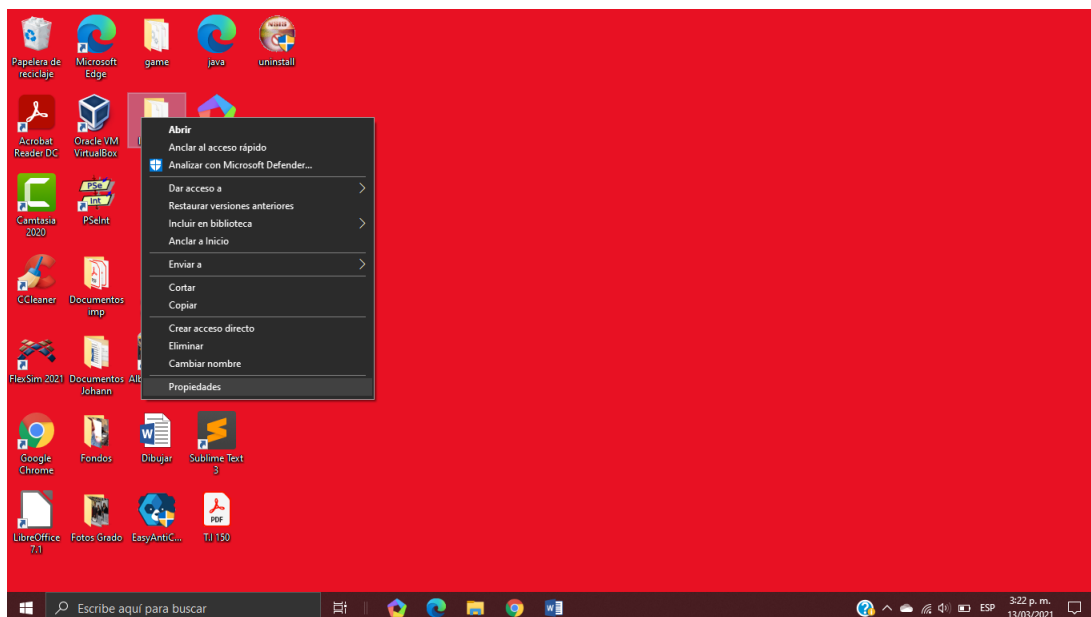 Papelera de
reciclaje
Microsoft
Edge
game
java
uninstall
Acrobat
Reader DC
Oracle VM
VirtualBox
Camtasia
2020
PSeInt
CCleaner
Documentos
imp
FlexSim 2021
Documentos
Johann
Google
Chrome
Fondos
Dibujar
Sublime Text
3
LibreOffice
7.1
Fotos Grado
EasyAntiC...
T.I 150
PDF
Abrir
Anclar al acceso rápido
Analizar con Microsoft Defender...
Dar acceso a
Restaurar versiones anteriores
Incluir en biblioteca
Anclar a Inicio
Enviar a
Cortar
Copiar
Crear acceso directo
Eliminar
Cambiar nombre
Propiedades
Escribe aquí para buscar
ESP
3:22 p. m.
13/03/2021